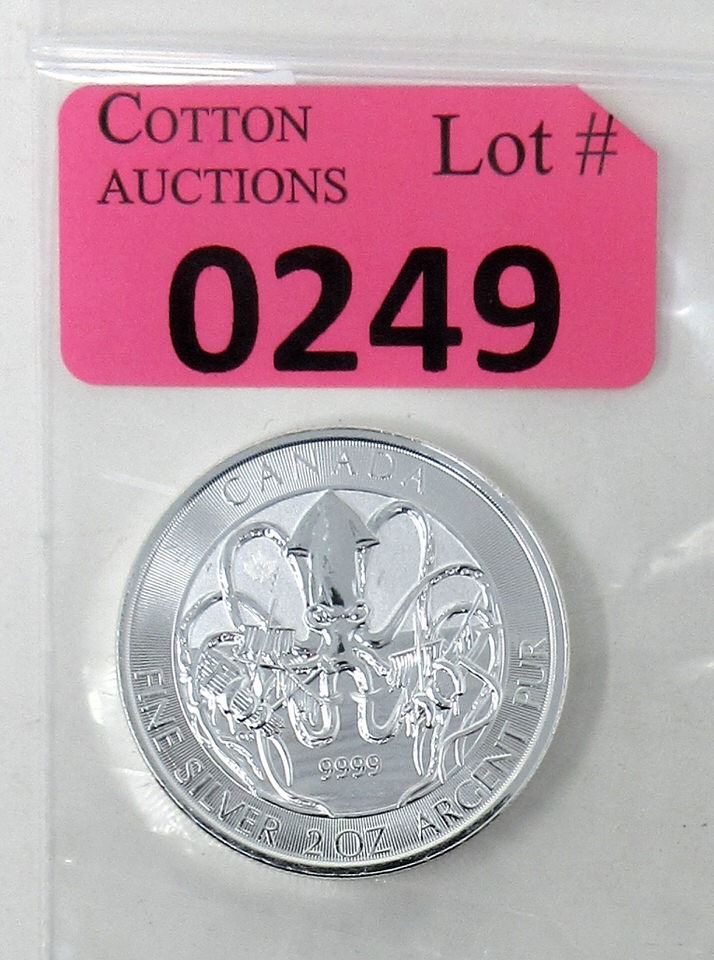 COTTON
AUCTIONS
Lot #
0249
CANADA
9999
FINE SILVER 2 OZ ARGENT PUR